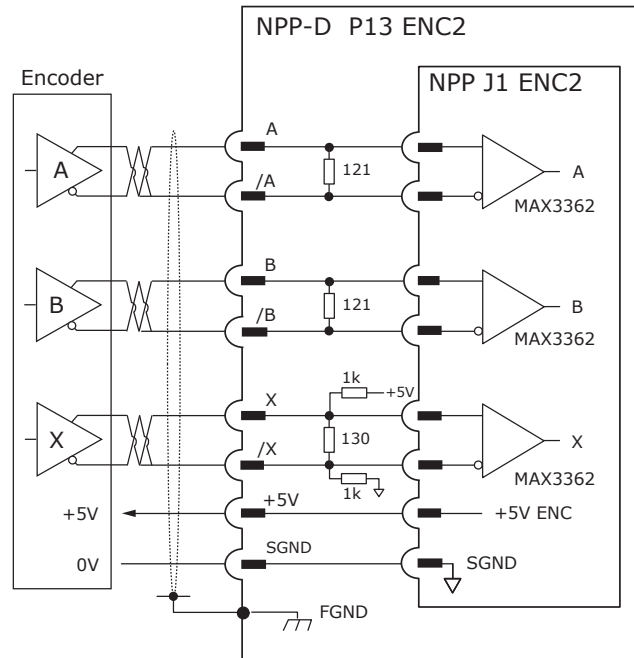 NPP-D P13 ENC2
Encoder
NPP J1 ENC2
A
A
/A
121
A
MAX3362
B
B
/B
121
B
MAX3362
X
X
/X
1k
+5V
130
1k
X
MAX3362
+5V
+5V
+5V ENC
0V
SGND
SGND
FGND